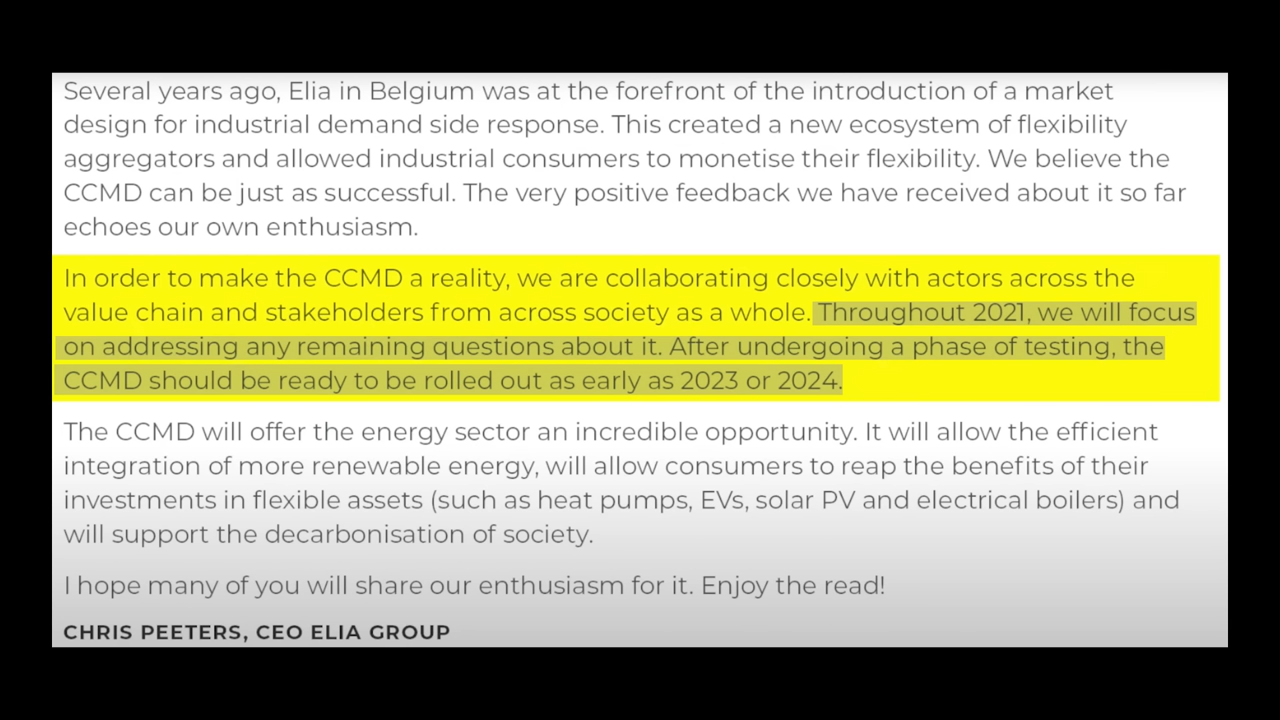 Several years ago, Elia in Belgium was at the forefront of the introduction of a market
design for industrial demand side response. This created a new ecosystem of flexibility
aggregators and allowed industrial consumers to monetise their flexibility. We believe the
CCMD can be just as successful. The very positive feedback we have received about it so far
echoes our own enthusiasm.
In order to make the CCMD a reality, we are collaborating closely with actors across the
value chain and stakeholders from across society as a whole. Throughout 2021, we will focus
on addressing any remaining questions about it. After undergoing a phase of testing, the
CCMD should be ready to be rolled out as early as 2023 or 2024.
The CCMD will offer the energy sector an incredible opportunity. It will allow the efficient
integration of more renewable energy, will allow consumers to reap the benefits of their
investments in flexible assets (such as heat pumps, EVs, solar PV and electrical boilers) and
will support the decarbonisation of society.
I hope many of you will share our enthusiasm for it. Enjoy the read!
CHRIS PEETERS, CEO ELIA GROUP